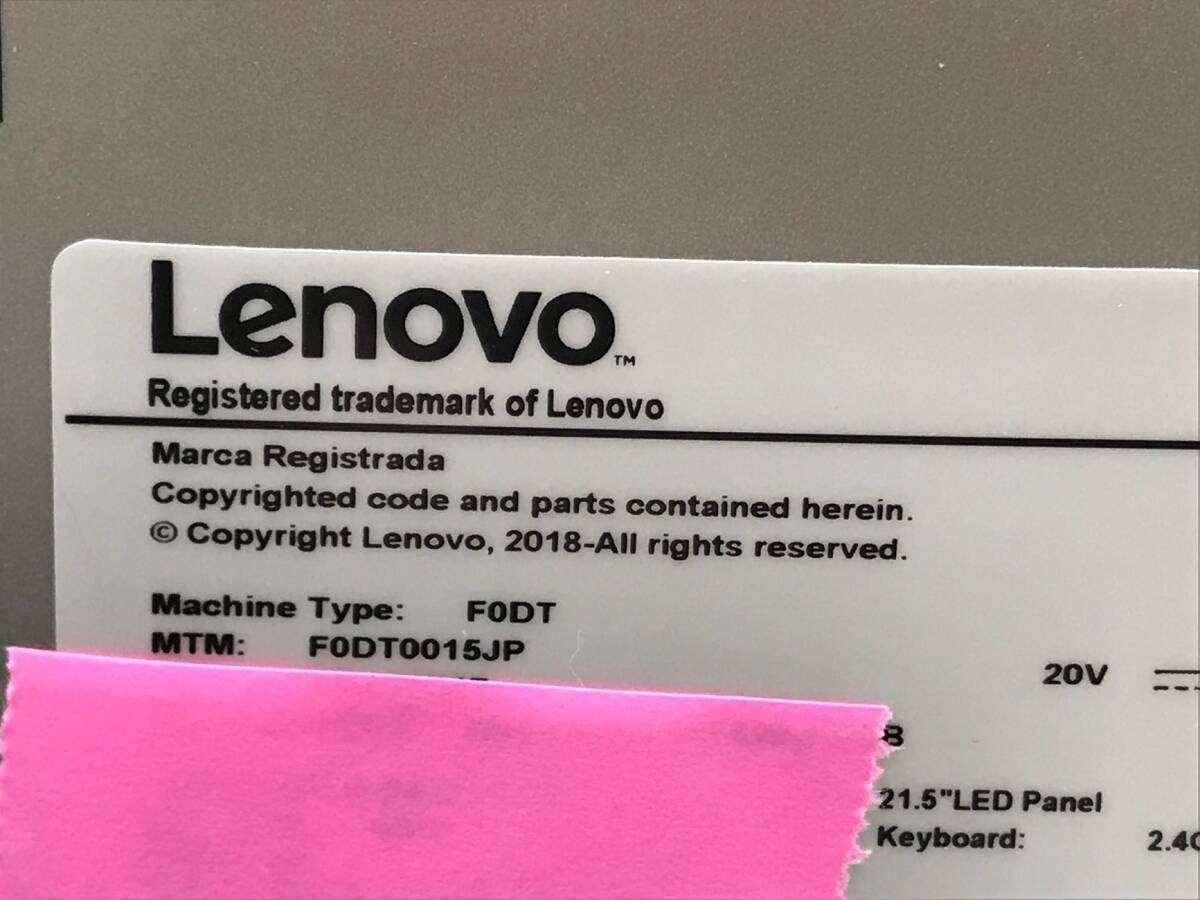 Lenovo™
Registered trademark of Lenovo
Marca Registrada
Copyrighted code and parts contained herein.
© Copyright Lenovo, 2018-All rights reserved.
Machine Type: F0DT
MTM: F0DT0015JP
20V
21.5"LED Panel
Keyboard: